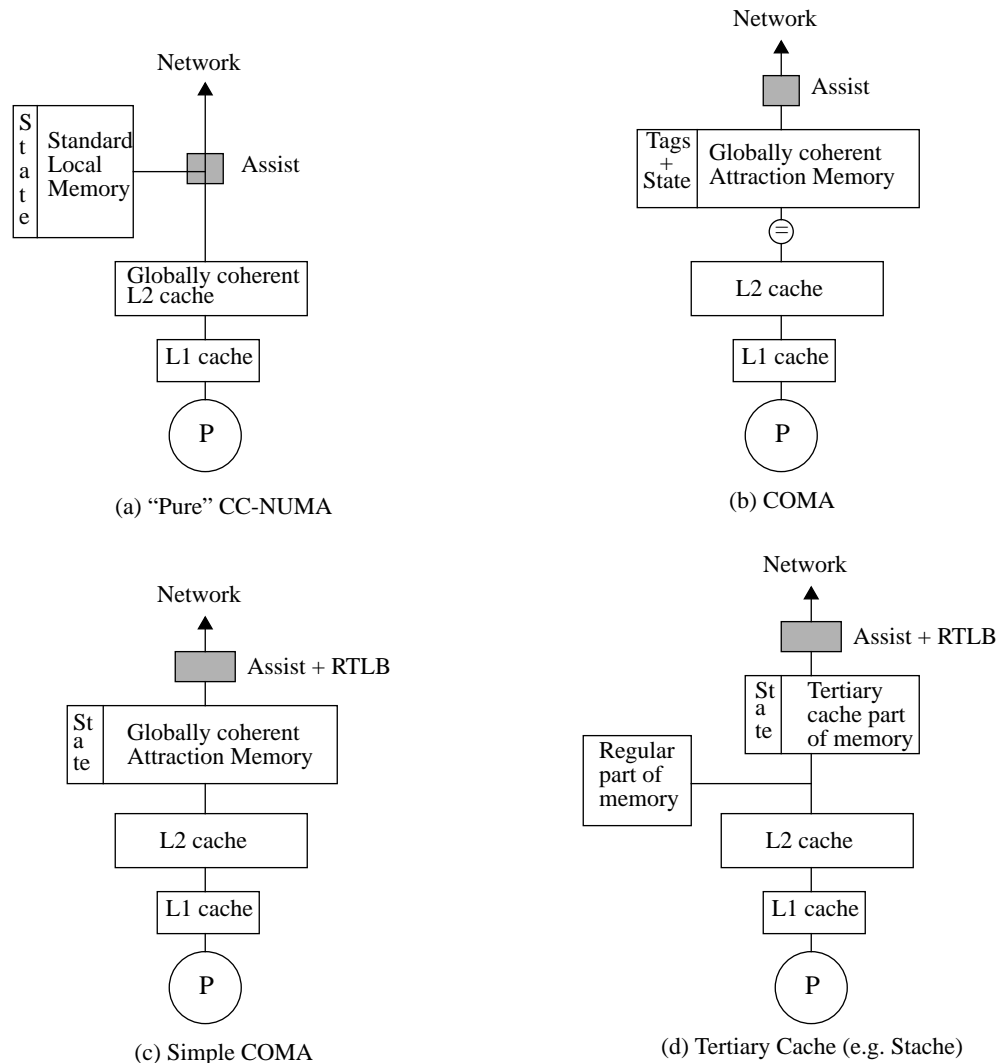 Network
S
t
a
t
e
Standard
Local
Memory
Assist
Globally coherent
L2 cache
L1 cache
P
(a) “Pure” CC-NUMA
Network
Assist
Tags
+
State
Globally coherent
Attraction Memory
=
L2 cache
L1 cache
P
(b) COMA
Network
Assist + RTLB
St
a
te
Globally coherent
Attraction Memory
L2 cache
L1 cache
P
(c) Simple COMA
Network
Assist + RTLB
St
a
te
Tertiary
cache part
of memory
Regular
part of
memory
L2 cache
L1 cache
P
(d) Tertiary Cache (e.g. Stache)